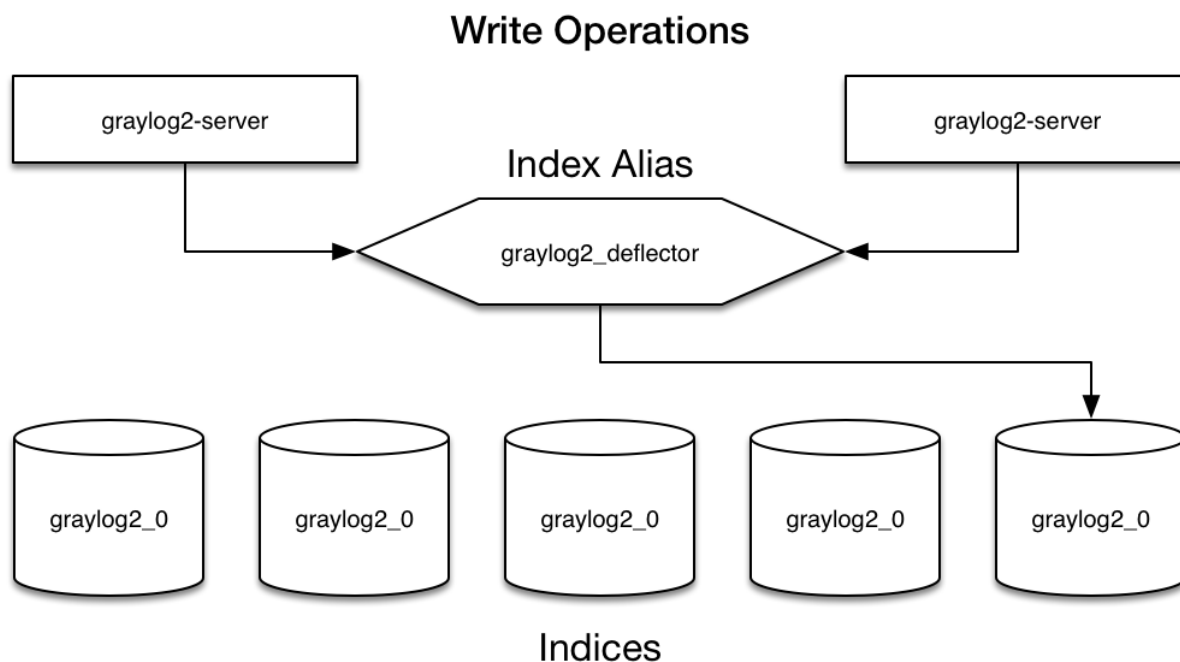 Write Operations
graylog2-server
graylog2-server
Index Alias
graylog2_deflector
graylog2_0
graylog2_0
graylog2_0
graylog2_0
graylog2_0
Indices